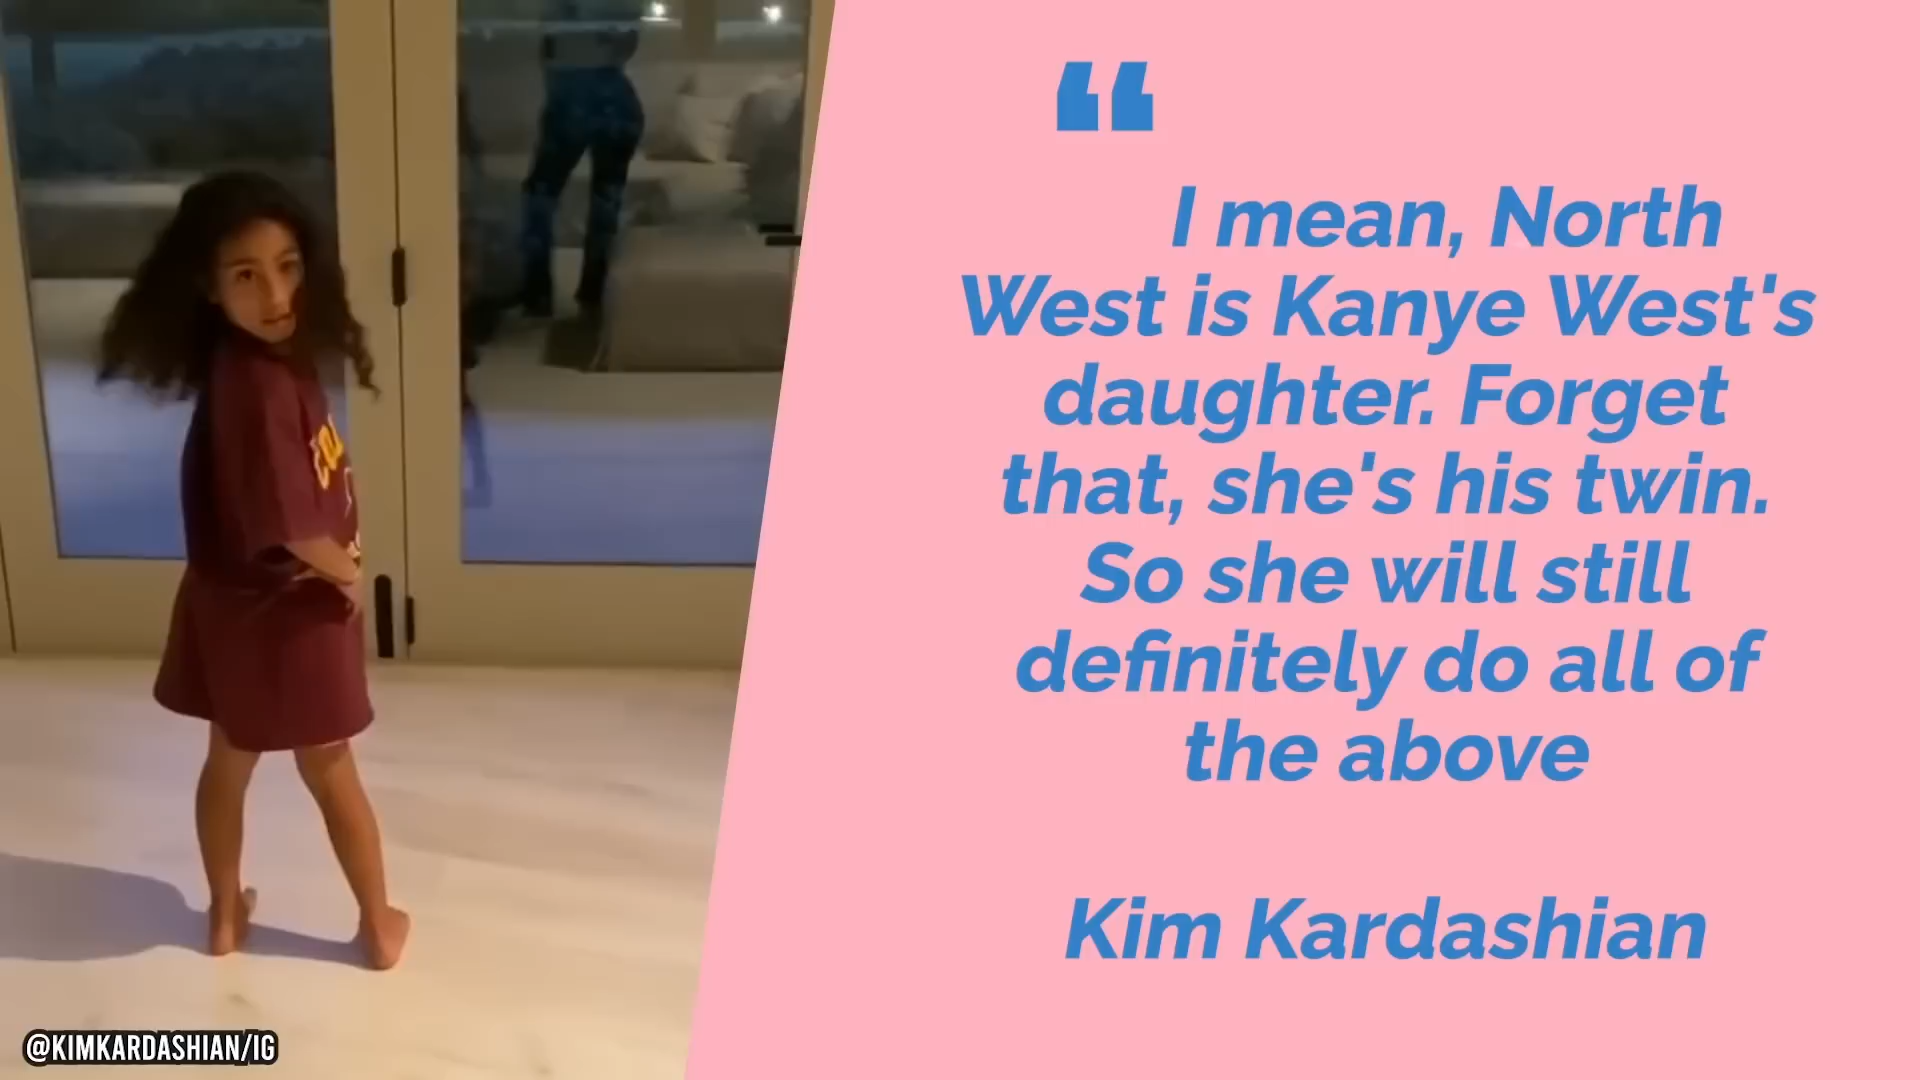 “
I mean, North
West is Kanye West's
daughter. Forget
that, she's his twin.
So she will still
definitely do all of
the above
Kim Kardashian
@KIMKARDASHIAN/IG